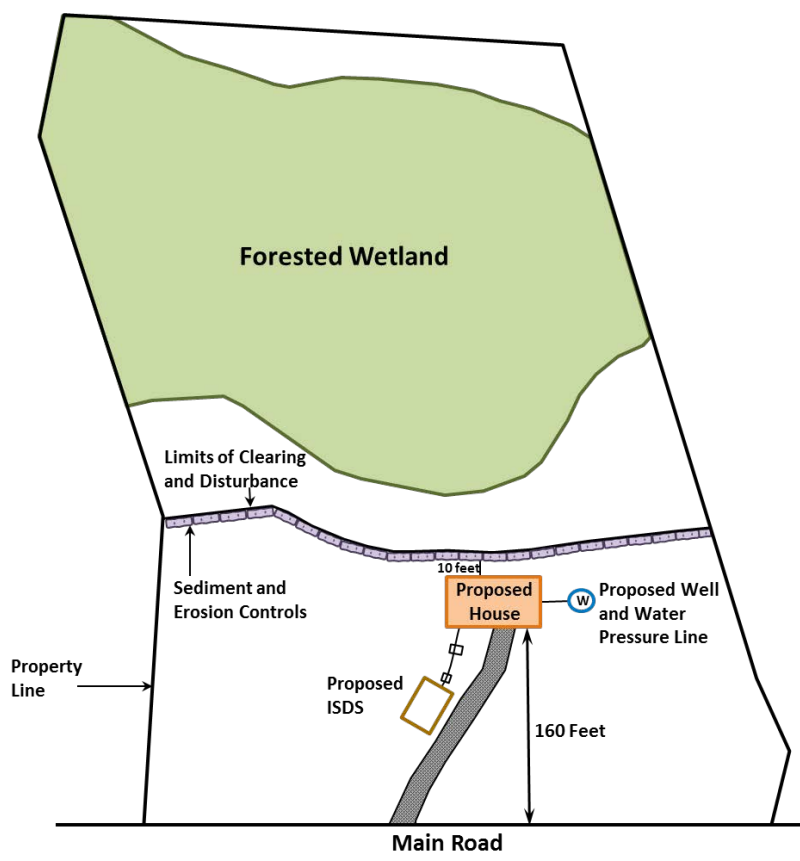 Forested Wetland
Limits of Clearing
and Disturbance
10 feet
Sediment and
Erosion Controls
Proposed
House
W
Proposed Well
and Water
Pressure Line
Property
Line
Proposed
ISDS
160 Feet
Main Road